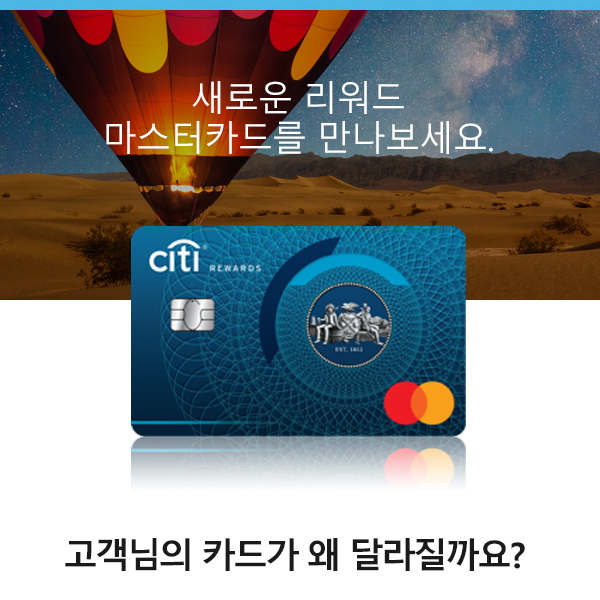 새로운 리워드
마스터카드를 만나보세요.
citi® REWARDS
EST. 1812
고객님의 카드가 왜 달라질까요?